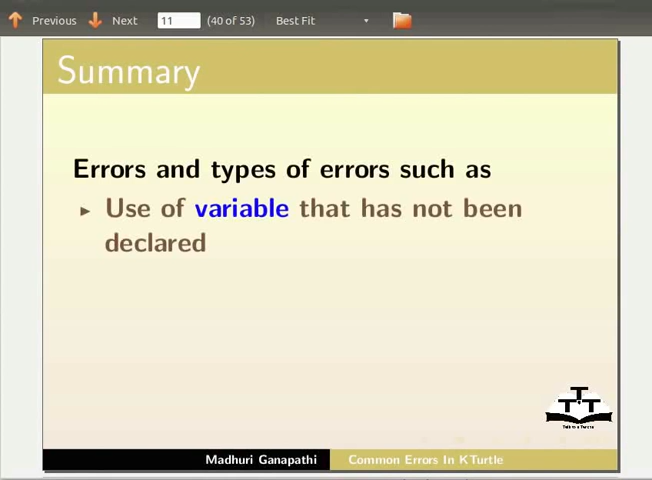 Previous Next 11 (40 of 53) Best Fit
Summary
Errors and types of errors such as
Use of variable that has not been
declared
TTT
Madhuri Ganapathi Common Errors In KTurtle